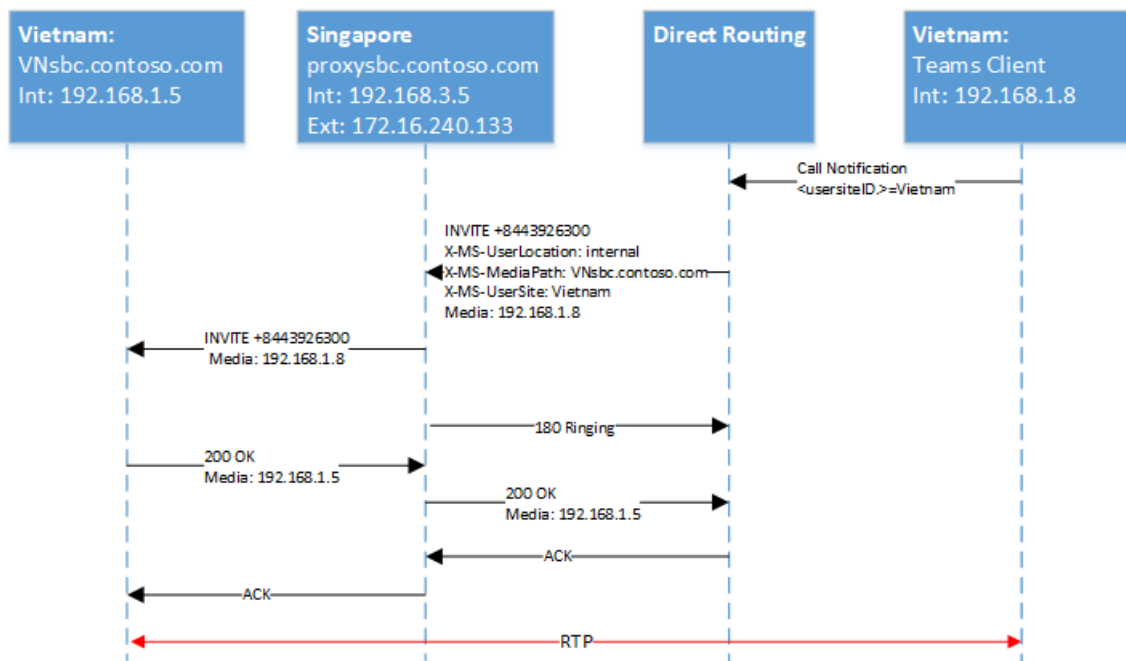 Vietnam:
VNsbc.contoso.com
Int: 192.168.1.5
Singapore
proxysbc.contoso.com
Int: 192.168.3.5
Ext: 172.16.240.133
Direct Routing
Vietnam:
Teams Client
Int: 192.168.1.8
Call Notification
<usersiteID.>=Vietnam
INVITE +8443926300
X-MS-UserLocation: internal
X-MS-MediaPath: VNsbc.contoso.com
X-MS-UserSite: Vietnam
Media: 192.168.1.8
INVITE +8443926300
Media: 192.168.1.8
180 Ringing
200 OK
Media: 192.168.1.5
200 OK
Media: 192.168.1.5
ACK
ACK
RTP